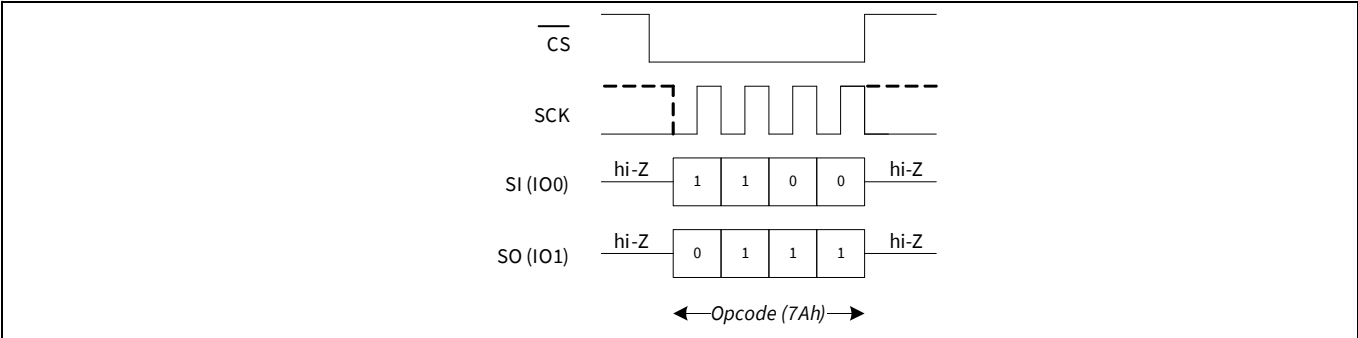 CS
SCK
SI (IO0) hi-Z 1 1 0 0 hi-Z
SO (IO1) hi-Z 0 1 1 1 hi-Z
Opcode (7Ah)